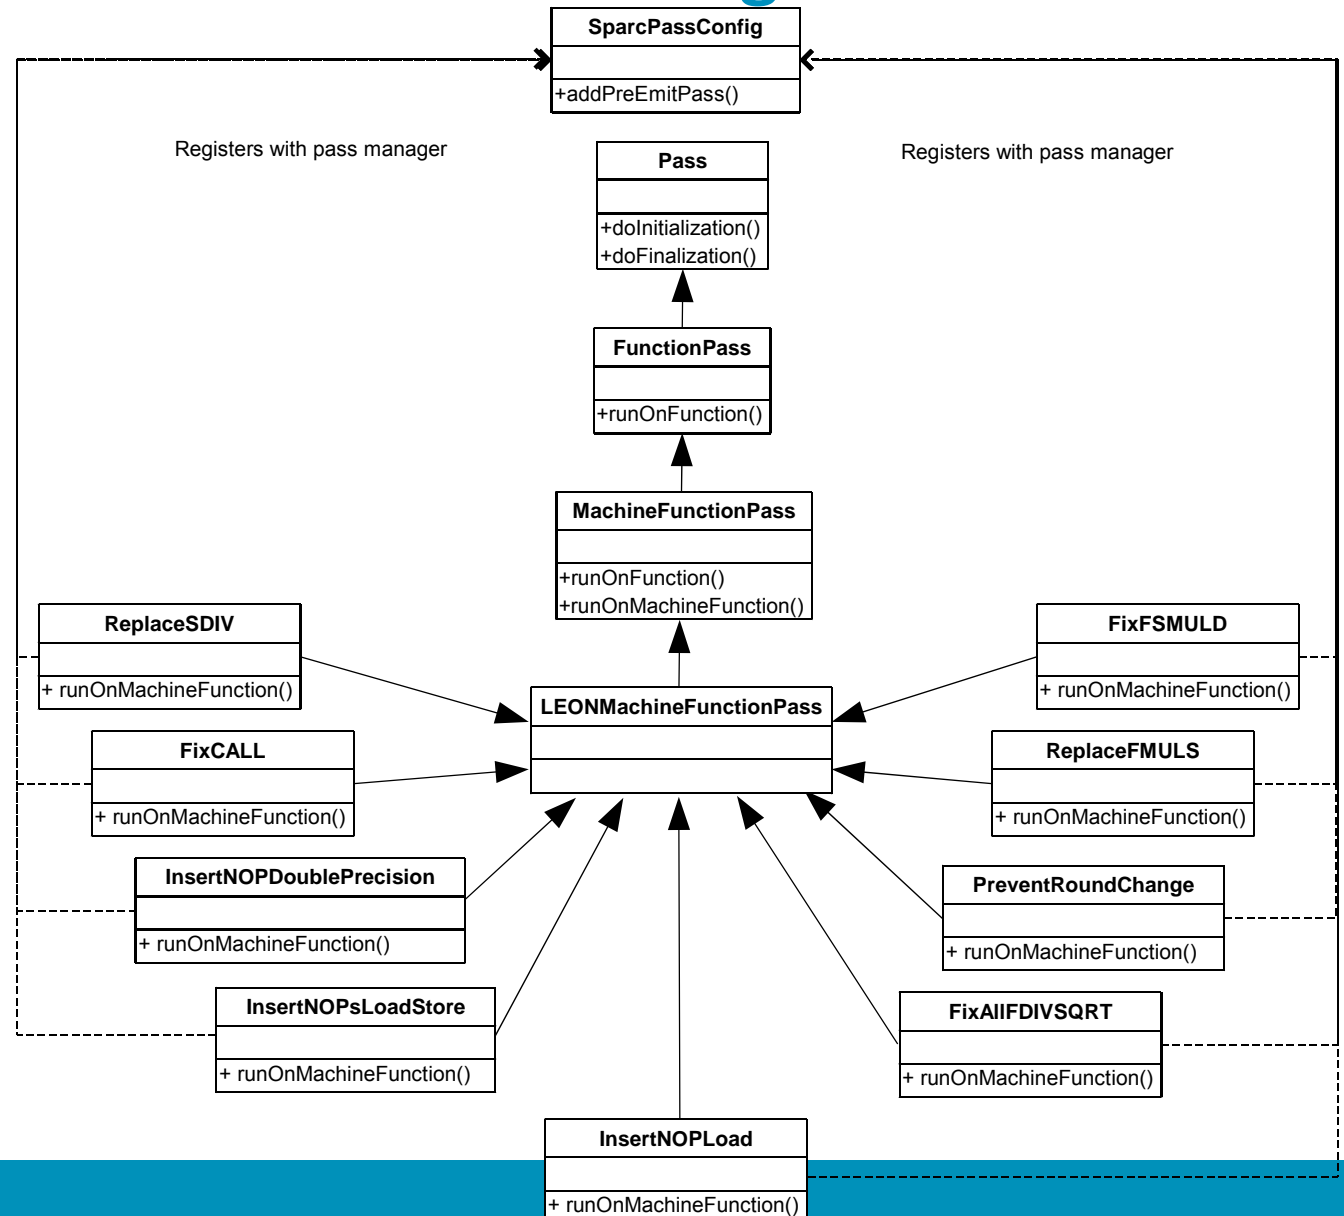 SparcPassConfig
+addPreEmitPass()
Registers with pass manager
Registers with pass manager
Pass
+doInitialization()
+doFinalization()
FunctionPass
+runOnFunction()
MachineFunctionPass
+runOnFunction()
+runOnMachineFunction()
ReplaceSDIV
+ runOnMachineFunction()
FixFSMULD
+ runOnMachineFunction()
LEONMachineFunctionPass
FixCALL
+ runOnMachineFunction()
ReplaceFMULS
+ runOnMachineFunction()
InsertNOPDoublePrecision
+ runOnMachineFunction()
PreventRoundChange
+ runOnMachineFunction()
InsertNOPsLoadStore
+ runOnMachineFunction()
FixAllFDIVSQRT
+ runOnMachineFunction()
InsertNOPLoad
+ runOnMachineFunction()